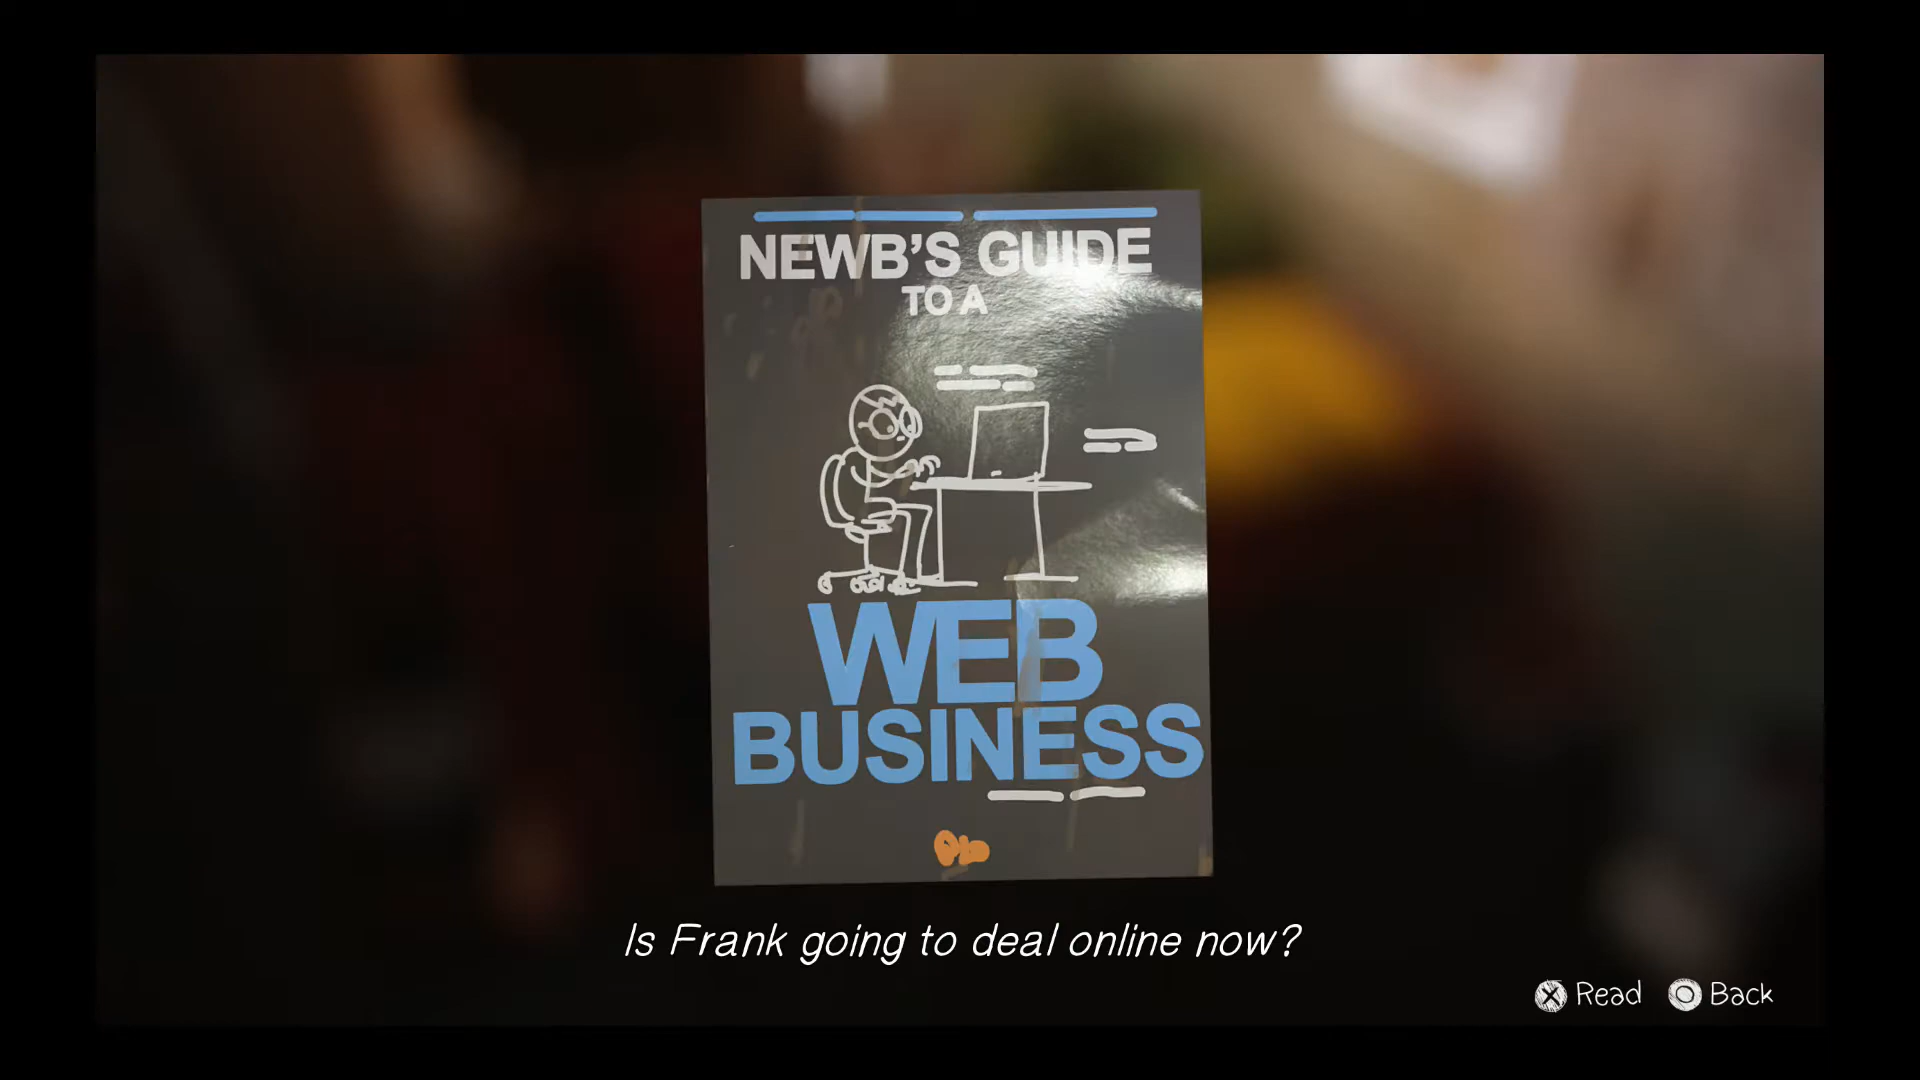 NEWB'S GUIDE
TO A
WEB
BUSINESS
Is Frank going to deal online now?
Read Back